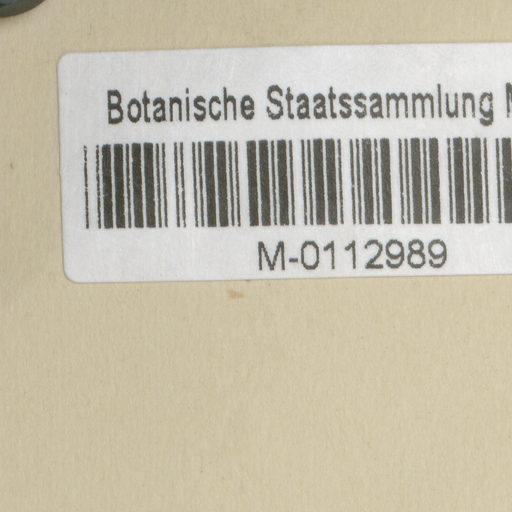 Botanische Staatssammlung
M-0112989